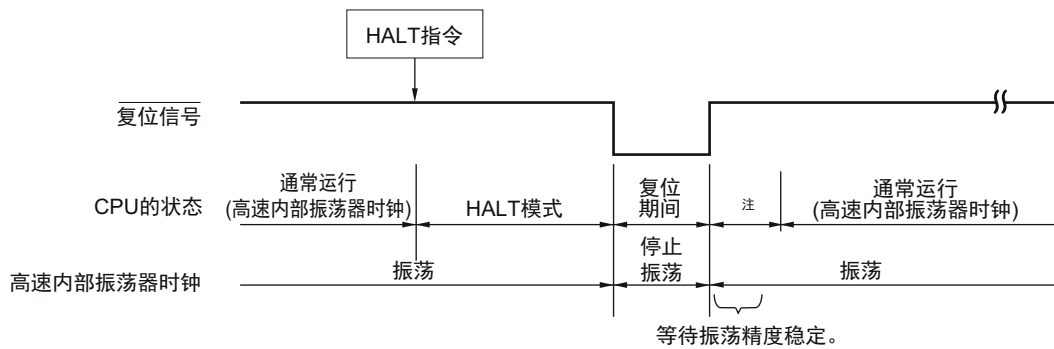 HALT指令
复位信号
CPU的状态
通常运行
(高速内部振荡器时钟)
HALT模式
复位
期间
注
通常运行
(高速内部振荡器时钟)
高速内部振荡器时钟
振荡
停止
振荡
振荡
等待振荡精度稳定。